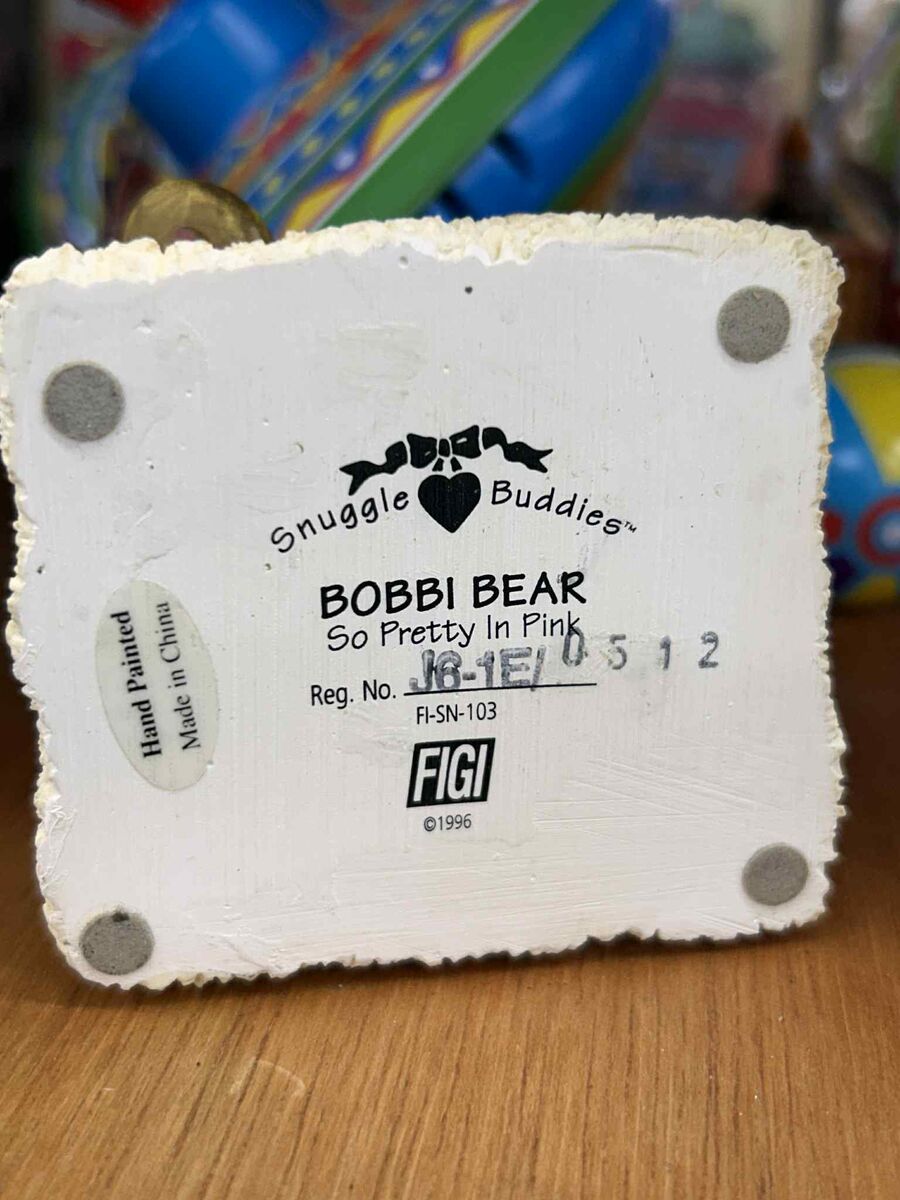 Snuggle Buddies™
BOBBI BEAR
So Pretty In Pink
Reg. No. J6-1E/ 0512
FI-SN-103
FIGI
©1996
Hand Painted
Made in China